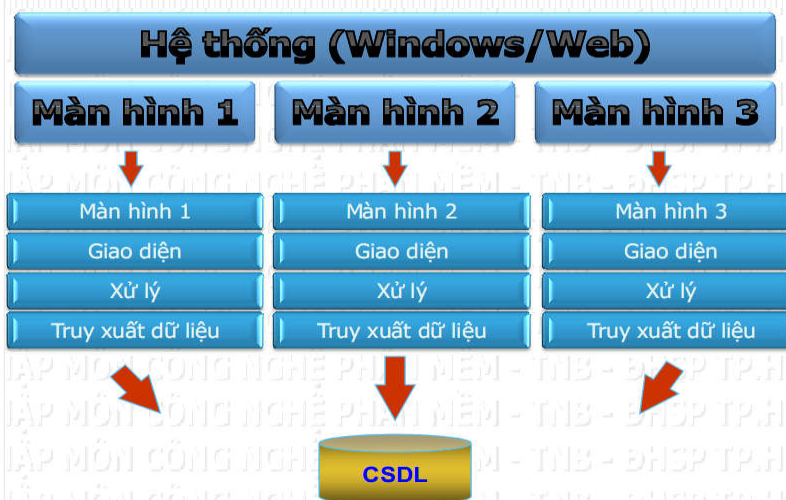 Hệ thống (Windows/Web)
Màn hình 1 Màn hình 2 Màn hình 3
Màn hình 1 Màn hình 2 Màn hình 3
Giao diện Giao diện Giao diện
Xử lý Xử lý Xử lý
Truy xuất dữ liệu Truy xuất dữ liệu Truy xuất dữ liệu
CSDL